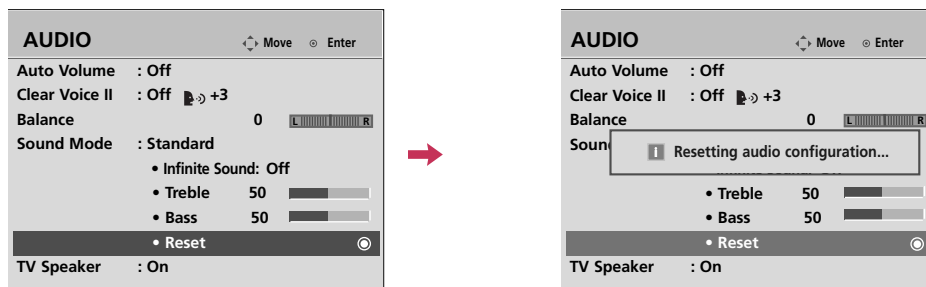 AUDIO Move Enter
Auto Volume : Off
Clear Voice II : Off +3
Balance 0 L R
Sound Mode : Standard
• Infinite Sound: Off
• Treble 50
• Bass 50
• Reset
TV Speaker : On
AUDIO Move Enter
Auto Volume : Off
Clear Voice II : Off +3
Balance 0 L R
Soun
i Resetting audio configuration...
• Treble 50
• Bass 50
• Reset
TV Speaker : On